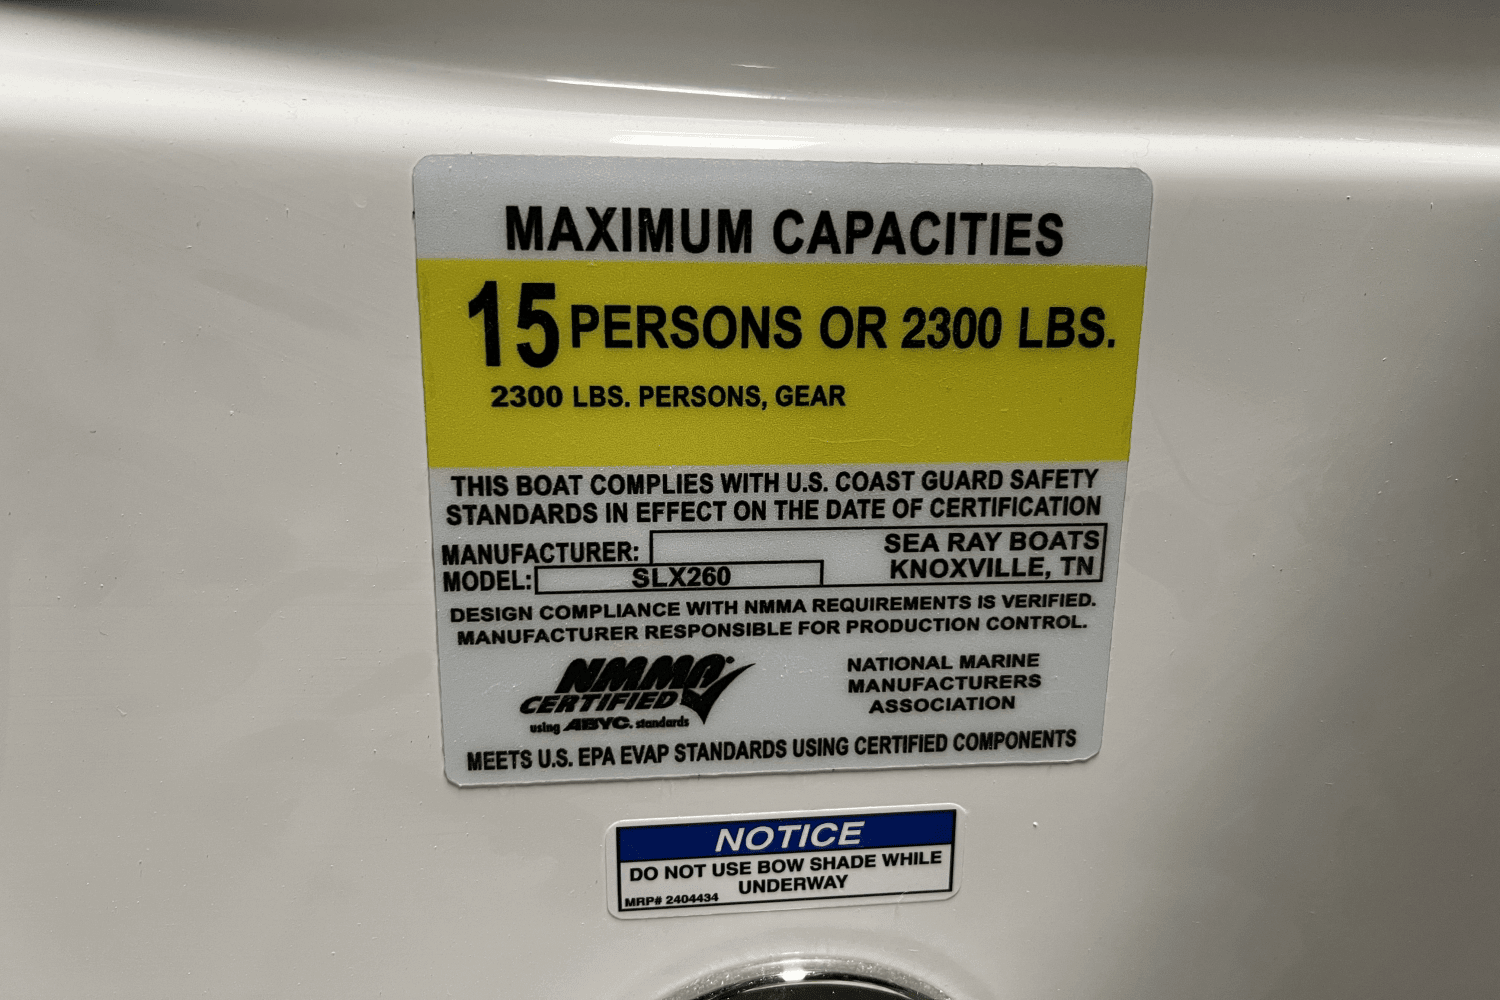 MAXIMUM CAPACITIES
15 PERSONS OR 2300 LBS.
2300 LBS. PERSONS, GEAR
THIS BOAT COMPLIES WITH U.S. COAST GUARD SAFETY
STANDARDS IN EFFECT ON THE DATE OF CERTIFICATION
MANUFACTURER: SEA RAY BOATS
MODEL: SLX260 KNOXVILLE, TN
DESIGN COMPLIANCE WITH NMMA REQUIREMENTS IS VERIFIED.
MANUFACTURER RESPONSIBLE FOR PRODUCTION CONTROL.
NMMA®
CERTIFIED
using ABYC. standards
NATIONAL MARINE
MANUFACTURERS
ASSOCIATION
MEETS U.S. EPA EVAP STANDARDS USING CERTIFIED COMPONENTS
NOTICE
DO NOT USE BOW SHADE WHILE
UNDERWAY
MRP# 2404434